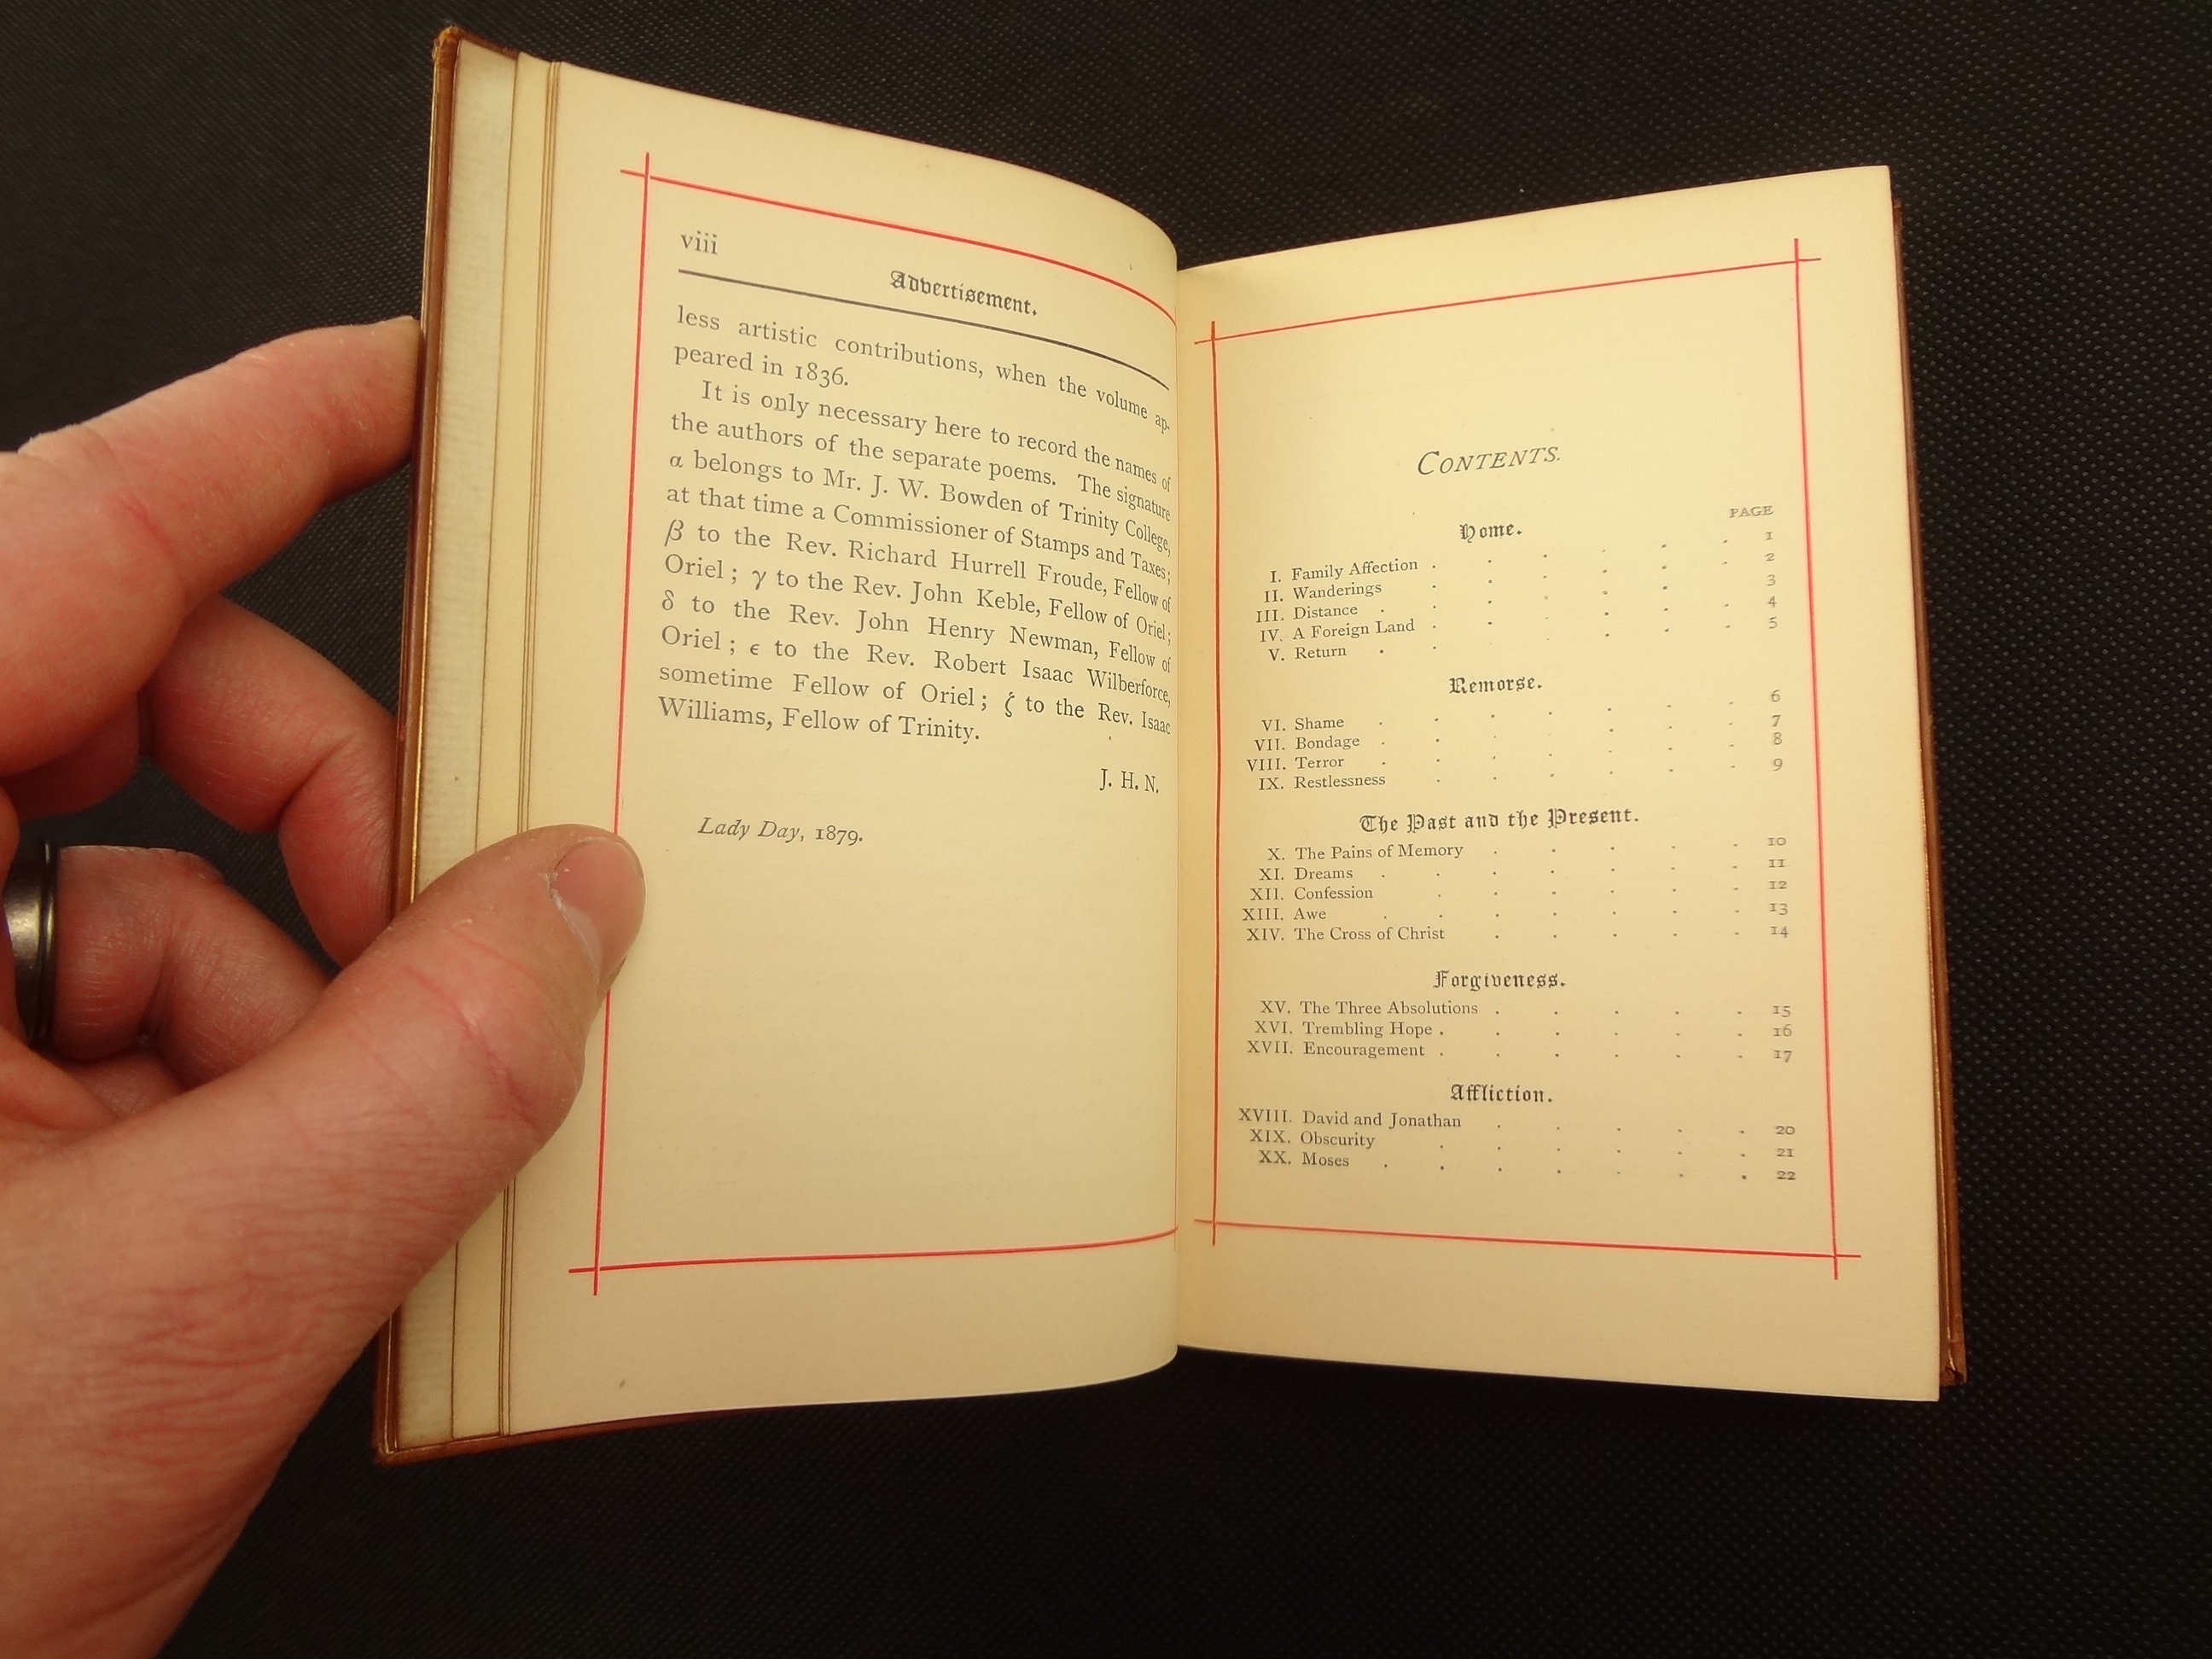 viii
Advertisement.
less artistic contributions, when the volume ap-
peared in 1836.
It is only necessary here to record the names of
the authors of the separate poems. The signature
α belongs to Mr. J. W. Bowden of Trinity College,
at that time a Commissioner of Stamps and Taxes;
β to the Rev. Richard Hurrell Froude, Fellow of
Oriel; γ to the Rev. John Keble, Fellow of Oriel;
δ to the Rev. John Henry Newman, Fellow of
Oriel; ϵ to the Rev. Robert Isaac Wilberforce,
sometime Fellow of Oriel; ζ to the Rev. Isaac
Williams, Fellow of Trinity.
J. H. N.
Lady Day, 1879.
CONTENTS.
PAGE
Home.
I. Family Affection . . . . . . 1
II. Wanderings . . . . . . 2
III. Distance . . . . . . 3
IV. A Foreign Land . . . . . . 4
V. Return . . . . . . 5
Remorse.
VI. Shame . . . . . . 6
VII. Bondage . . . . . . 7
VIII. Terror . . . . . . 8
IX. Restlessness . . . . . . 9
The Past and the Present.
X. The Pains of Memory . . . . . 10
XI. Dreams . . . . . . . 11
XII. Confession . . . . . . 12
XIII. Awe . . . . . . . 13
XIV. The Cross of Christ . . . . . 14
Forgiveness.
XV. The Three Absolutions . . . . . 15
XVI. Trembling Hope . . . . . . 16
XVII. Encouragement . . . . . . 17
Affliction.
XVIII. David and Jonathan . . . . . 20
XIX. Obscurity . . . . . . 21
XX. Moses . . . . . . . 22